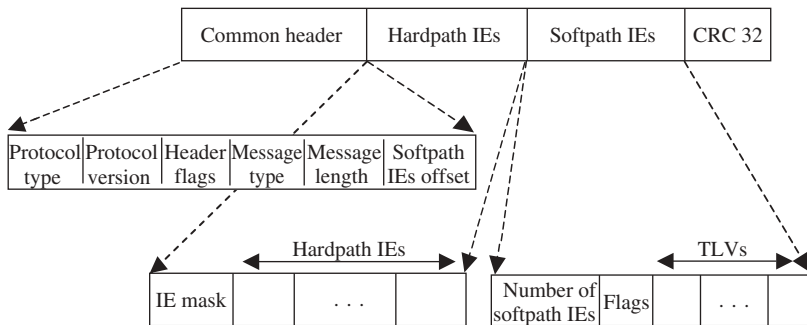 Common header Hardpath IEs Softpath IEs CRC 32
Protocol type Protocol version Header flags Message type Message length Softpath IEs offset
Hardpath IEs TLVs
IE mask . . . Number of softpath IEs Flags . . .